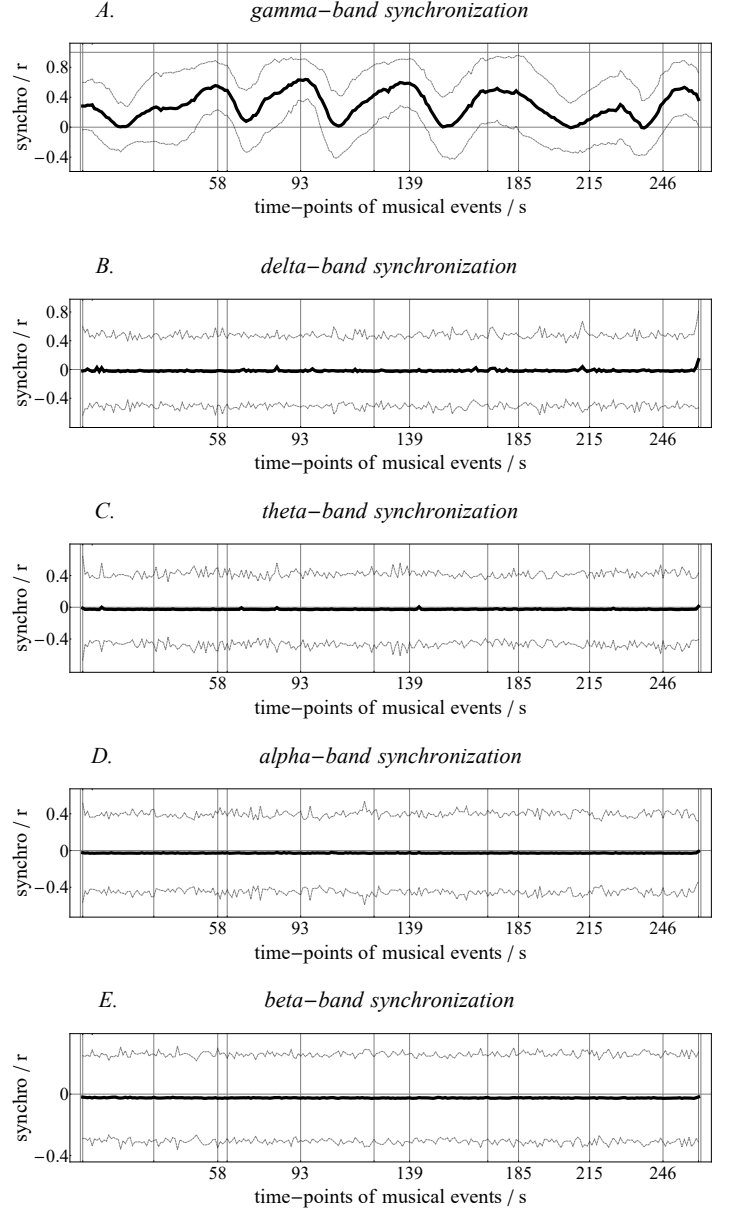 A. gamma−band synchronization
synchro / r
0.8
0.4
0
−0.4
58 93 139 185 215 246
time−points of musical events / s
B. delta−band synchronization
synchro / r
0.8
0.4
0
−0.4
58 93 139 185 215 246
time−points of musical events / s
C. theta−band synchronization
synchro / r
0.4
0
−0.4
58 93 139 185 215 246
time−points of musical events / s
D. alpha−band synchronization
synchro / r
0.4
0
−0.4
58 93 139 185 215 246
time−points of musical events / s
E. beta−band synchronization
synchro / r
0
−0.4
58 93 139 185 215 246
time−points of musical events / s